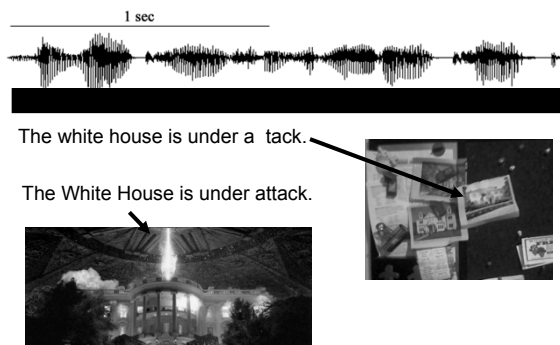 1 sec
The white house is under a  tack.
The White House is under attack.